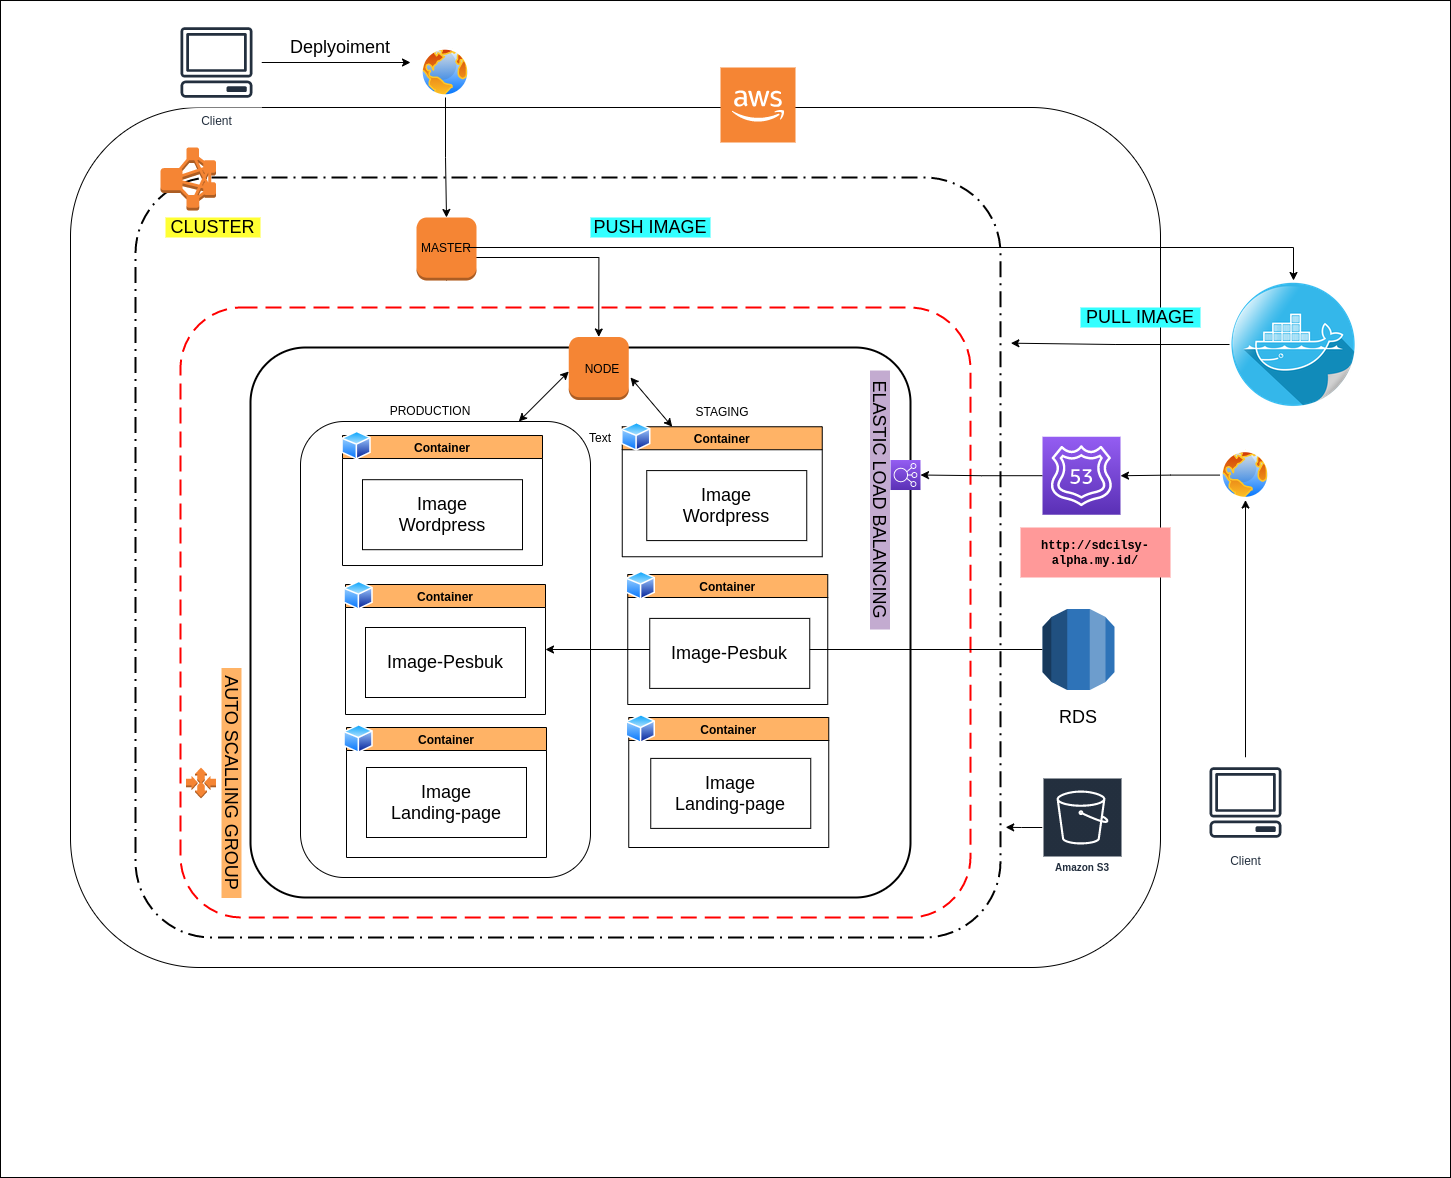 Deplyoiment
Client
aws
CLUSTER
PUSH IMAGE
MASTER
PULL IMAGE
NODE
PRODUCTION
STAGING
Text
Container
Image
Wordpress
Container
Image
Wordpress
ELASTIC LOAD BALANCING
53
http://sdcilsy-
alpha.my.id/
Container
Image-Pesbuk
Container
Image-Pesbuk
RDS
AUTO SCALLING GROUP
Container
Image
Landing-page
Container
Image
Landing-page
Amazon S3
Client